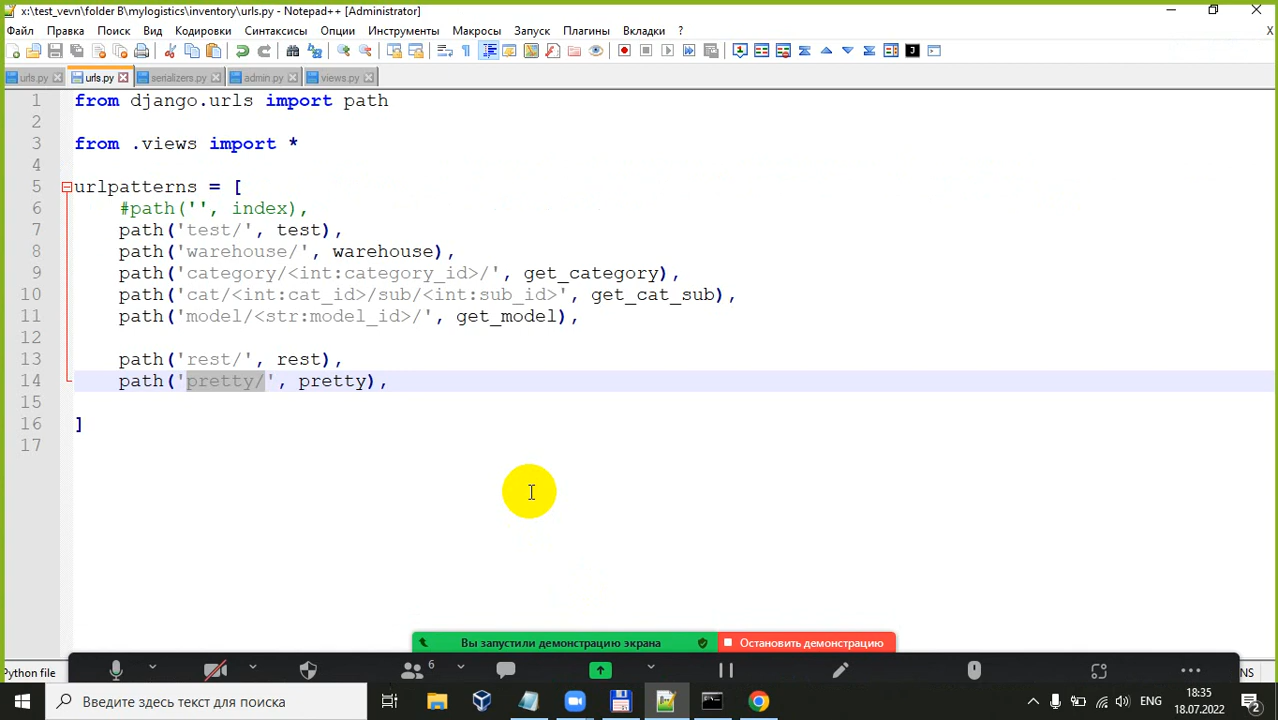 x:\test_vevn\folder B\mylogistics\inventory\urls.py - Notepad++ [Administrator]
Файл Правка Поиск Вид Кодировки Синтаксисы Опции Инструменты Макросы Запуск Плагины Вкладки ? X
urls.py urls.py serializers.py admin.py views.py
1 from django.urls import path
2
3 from .views import *
4
5 urlpatterns = [
6 #path('', index),
7 path('test/', test),
8 path('warehouse/', warehouse),
9 path('category/<int:category_id>/', get_category),
10 path('cat/<int:cat_id>/sub/<int:sub_id>', get_cat_sub),
11 path('model/<str:model_id>/', get_model),
12
13 path('rest/', rest),
14 path('pretty/', pretty),
15
16 ]
17
Вы запустили демонстрацию экрана Остановить демонстрацию
Python file 6 NS
Введите здесь текст для поиска ENG 18:35
18.07.2022 2